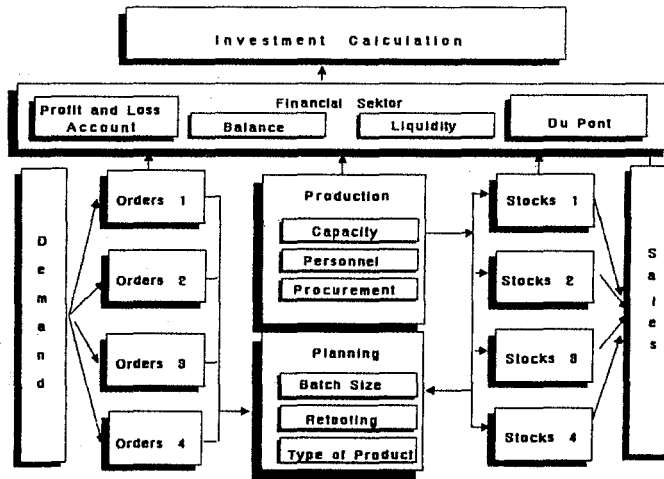 Investment Calculation
Financial Sektor
Profit and Loss
Account
Balance
Liquidity
Du Pont
Demand
Orders 1
Orders 2
Orders 3
Orders 4
Production
Capacity
Personnel
Procurement
Planning
Batch Size
Retooling
Type of Product
Stocks 1
Stocks 2
Stocks 3
Stocks 4
Sales